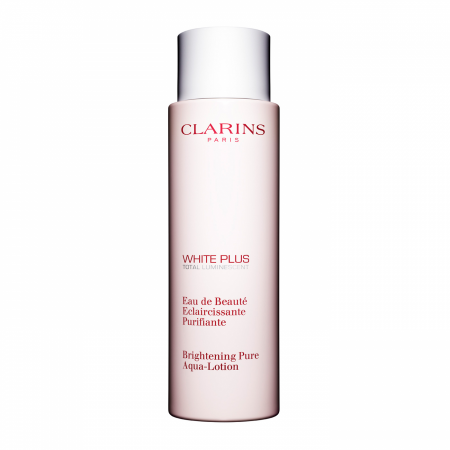 CLARINS
PARIS
WHITE PLUS
TOTAL LUMINESCENT
Eau de Beauté
Eclaircissante
Purifiante
Brightening Pure
Aqua-Lotion